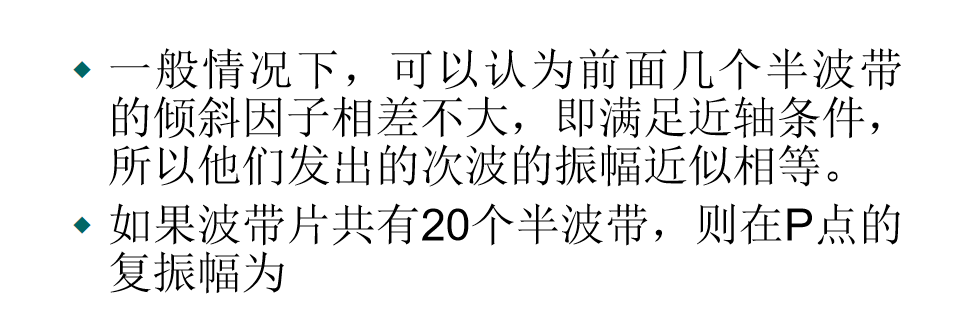 一般情况下，可以认为前面几个半波带
的倾斜因子相差不大，即满足近轴条件，
所以他们发出的次波的振幅近似相等。
如果波带片共有20个半波带，则在P点的
复振幅为